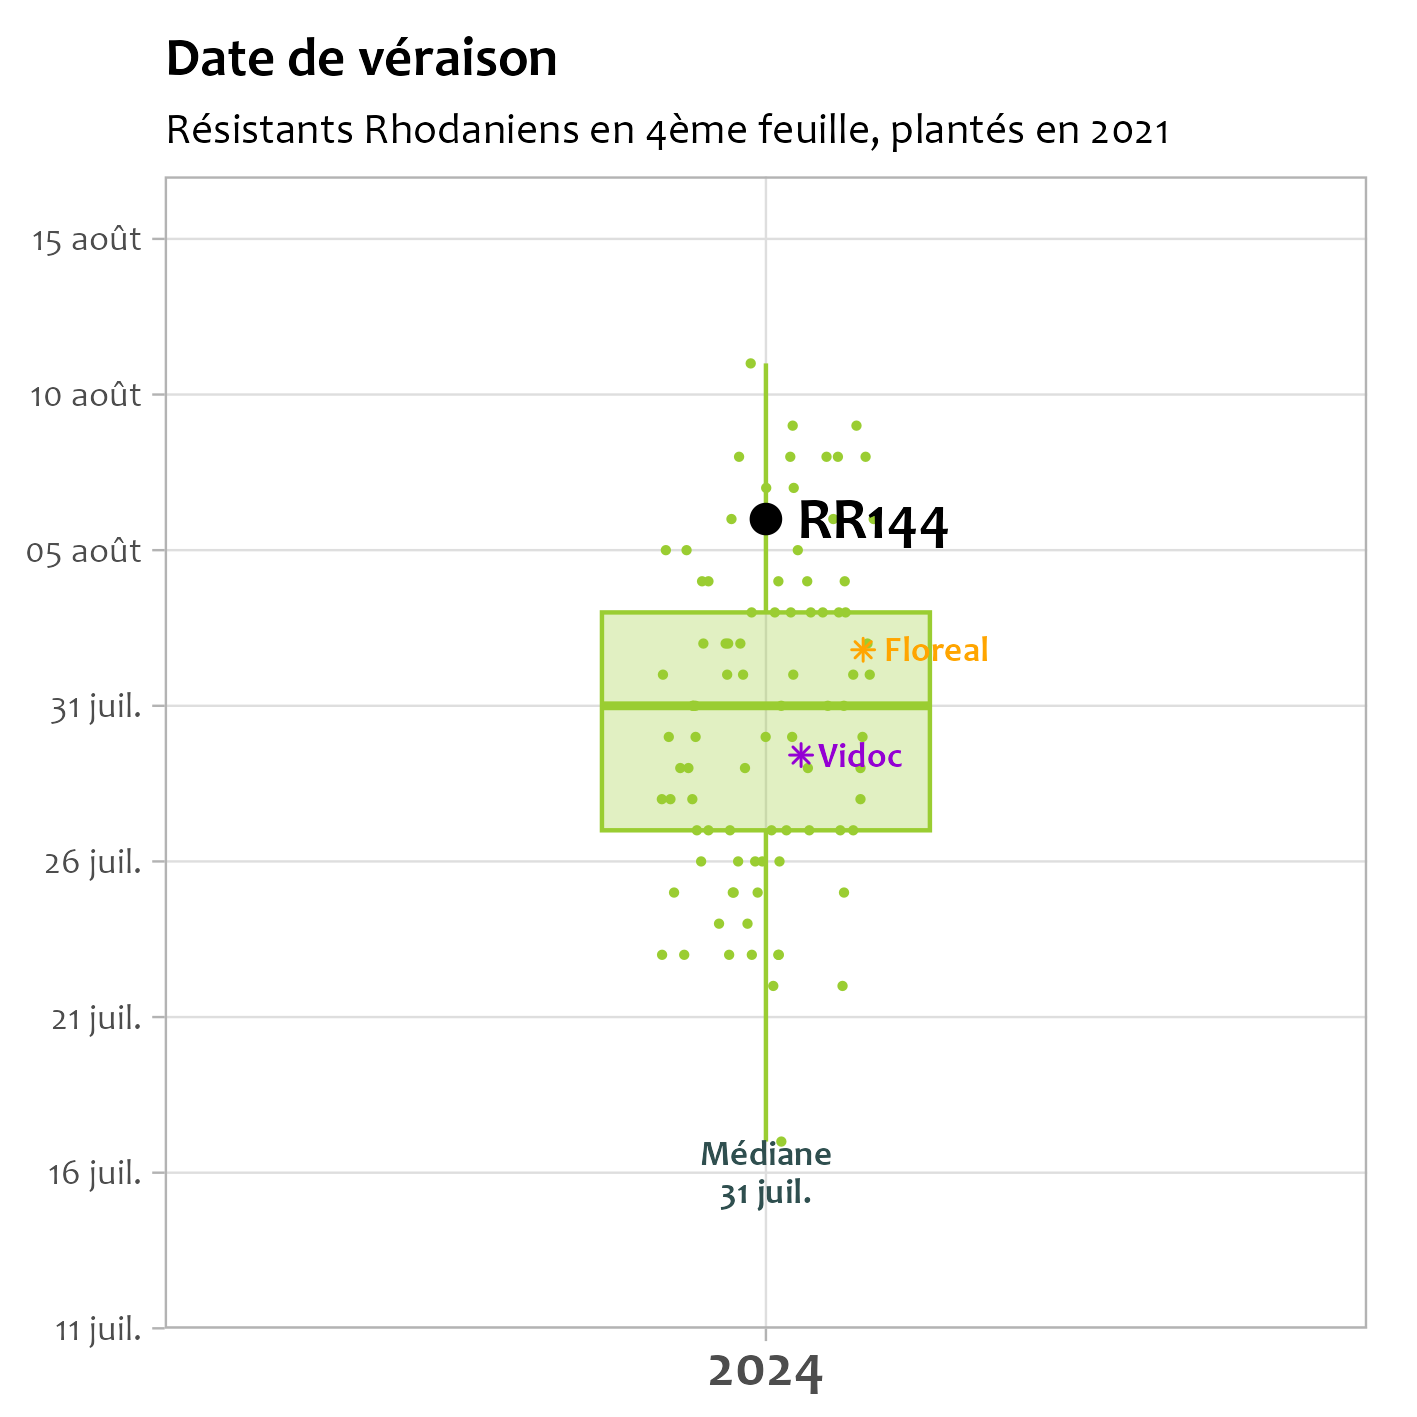 Date de véraison
Résistants Rhodaniens en 4ème feuille, plantés en 2021
15 août
10 août
RR144
05 août
Floreal
31 juil.
Vidoc
26 juil.
21 juil.
Médiane
16 juil.
31 juil.
11 juil.
2024